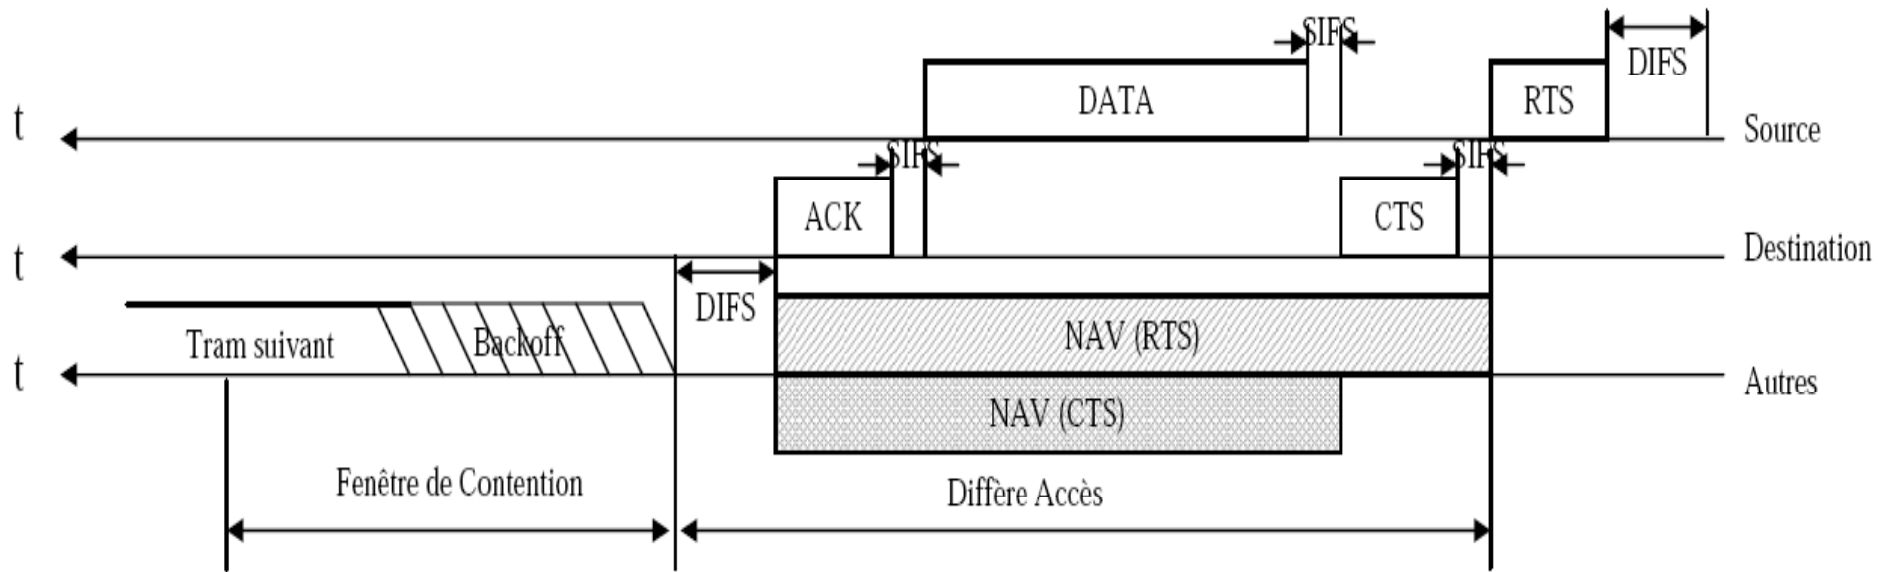 SIFS
DIFS
DATA
RTS
t
Source
SIFS
SIFS
ACK
CTS
t
Destination
DIFS
Tram suivant
Backoff
NAV (RTS)
t
Autres
NAV (CTS)
Fenêtre de Contention
Diffère Accès